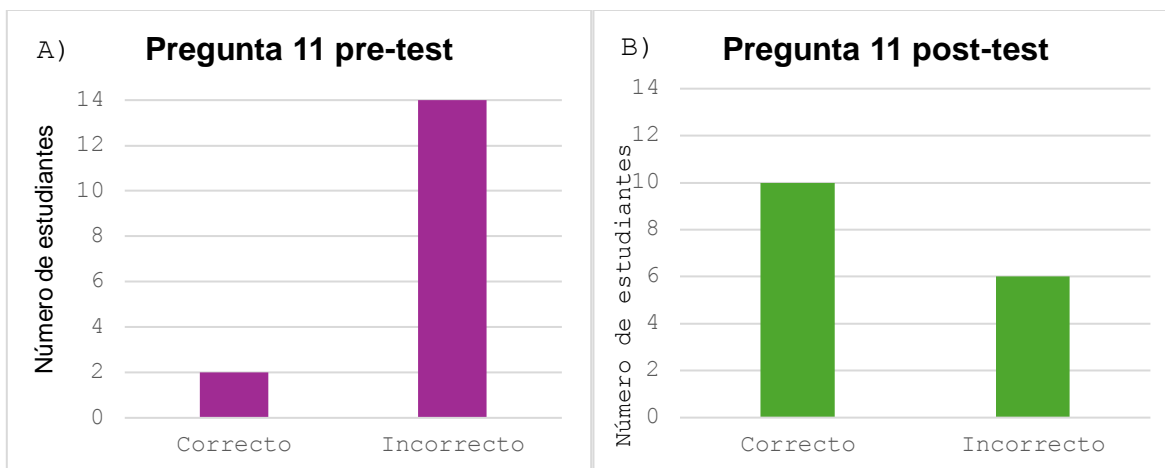 A)
Pregunta 11 pre-test
Número de estudiantes
14
12
10
8
6
4
2
0
Correcto
Incorrecto
B)
Pregunta 11 post-test
Número de estudiantes
14
12
10
8
6
4
2
0
Correcto
Incorrecto